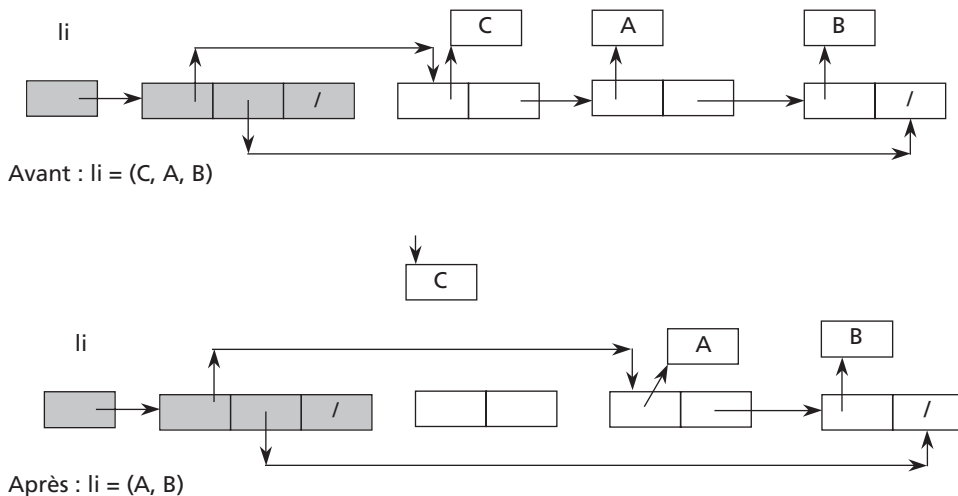 li
C
A
B
/
/
Avant : li = (C, A, B)
C
li
A
B
/
/
Après : li = (A, B)